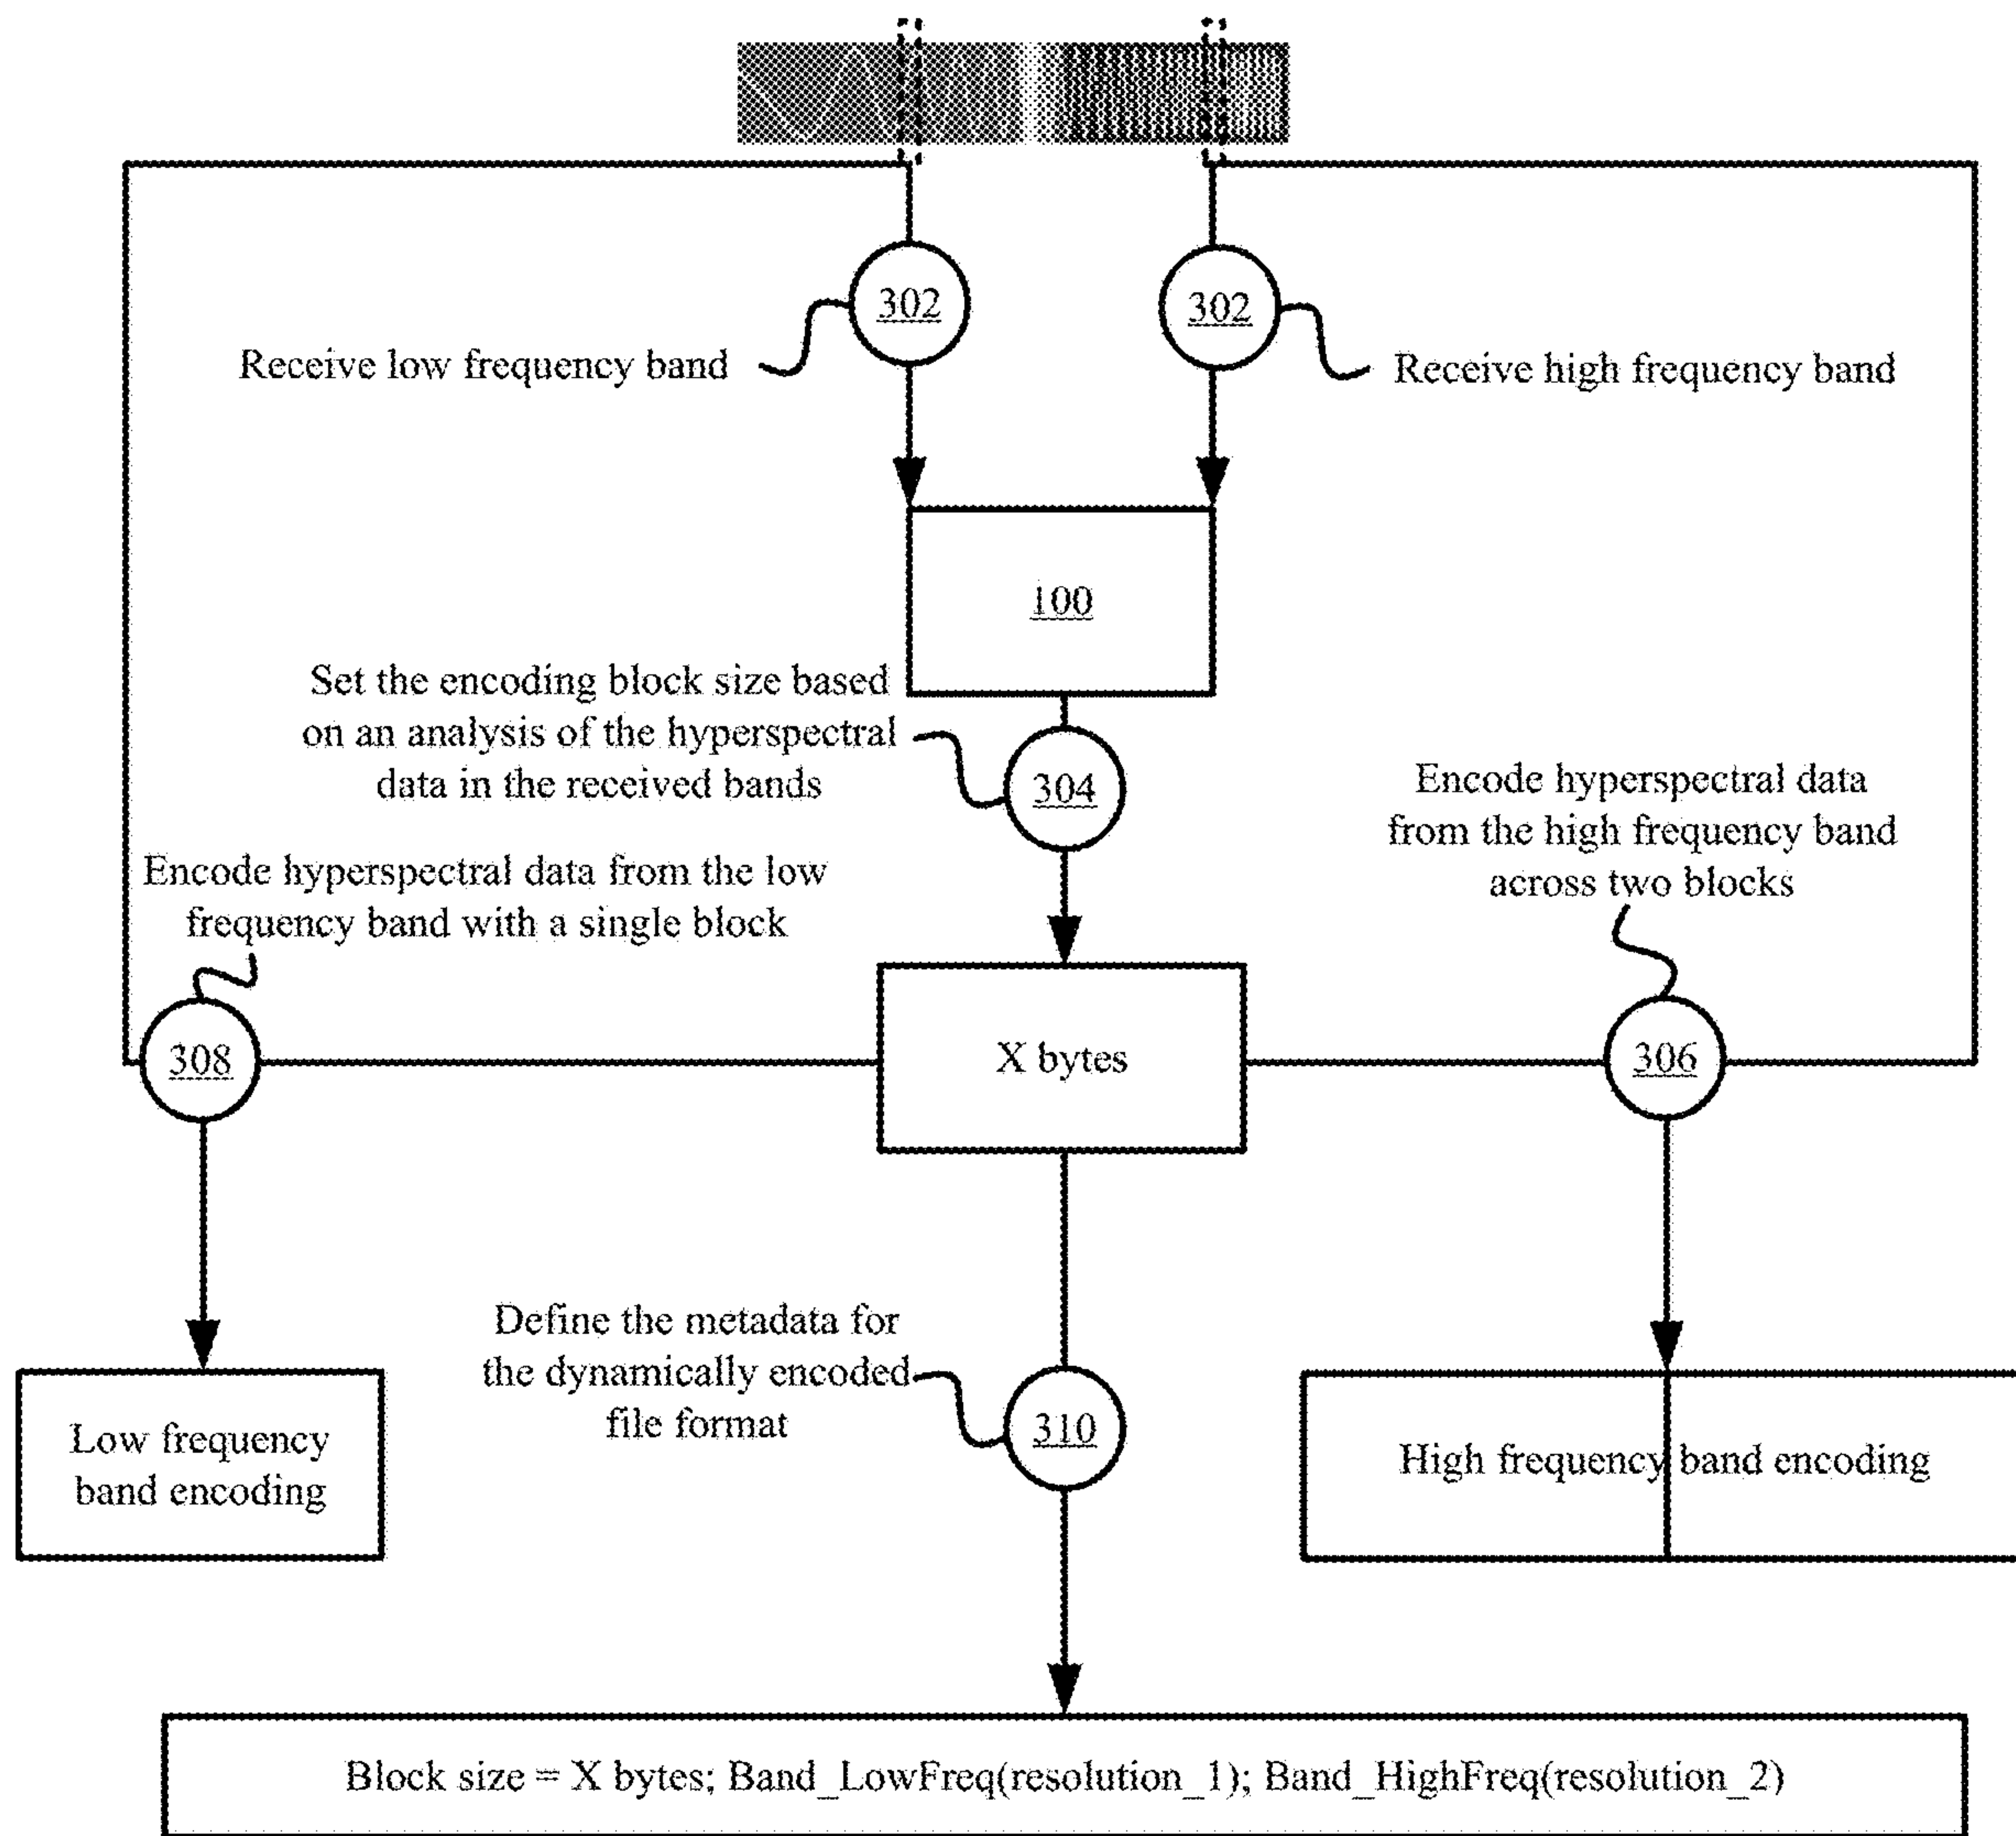 302
302
Receive low frequency band
Receive high frequency band
100
Set the encoding block size based
on an analysis of the hyperspectral
data in the received bands
304
Encode hyperspectral data
from the high frequency band
across two blocks
Encode hyperspectral data from the low
frequency band with a single block
308
X bytes
306
Define the metadata for
the dynamically encoded
file format
310
Low frequency
band encoding
High frequency band encoding
Block size = X bytes; Band_LowFreq(resolution_1); Band_HighFreq(resolution_2)